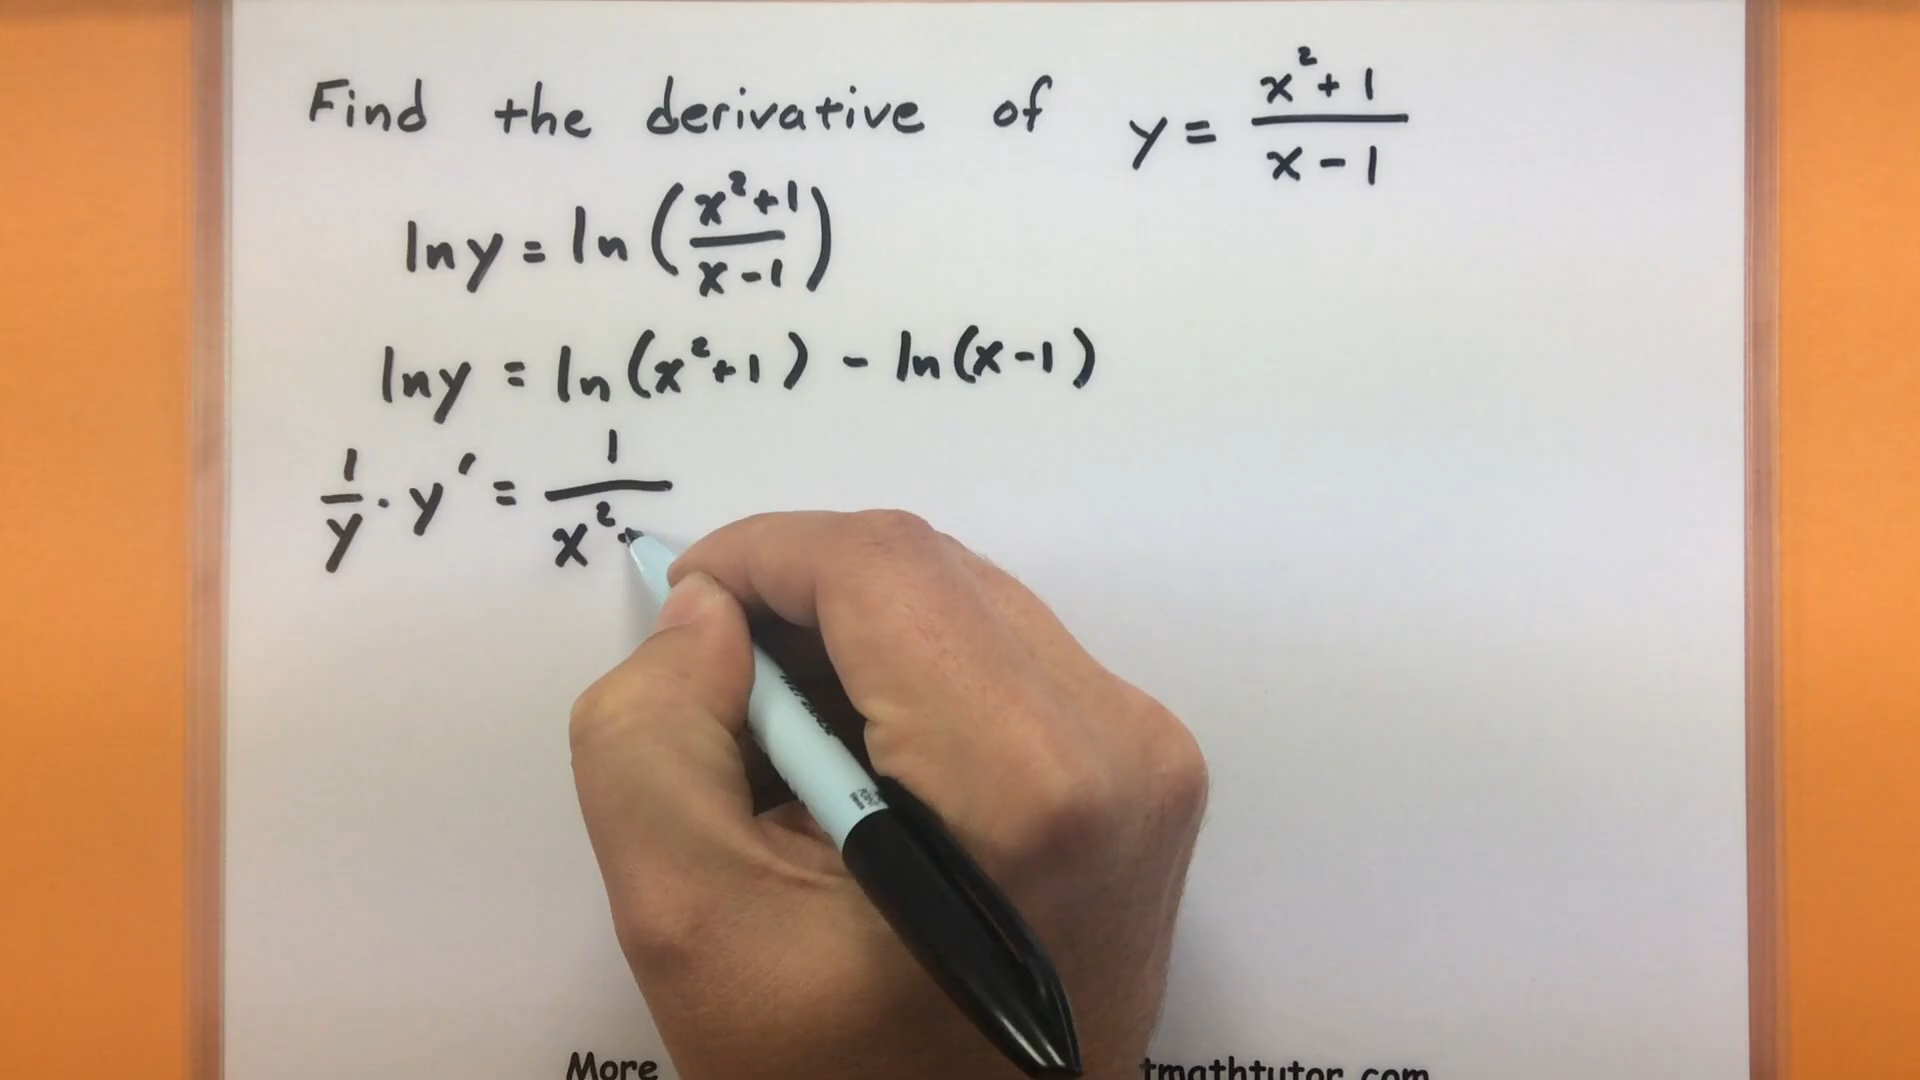 Find the derivative of y = (x² + 1)/(x - 1)
ln y = ln ((x² + 1)/(x - 1))
ln y = ln (x² + 1) - ln (x - 1)
1/y · y′ = 1/(x² +
More tmathtutor.com